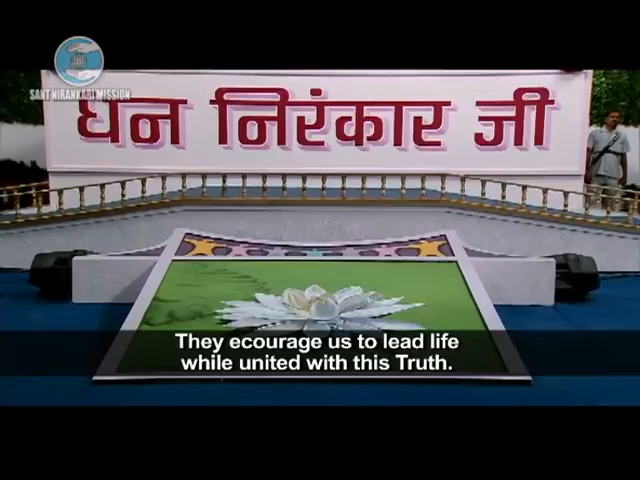 SANT NIRANKARI MISSION
धन निरंकार जी
They ecourage us to lead life
while united with this Truth.